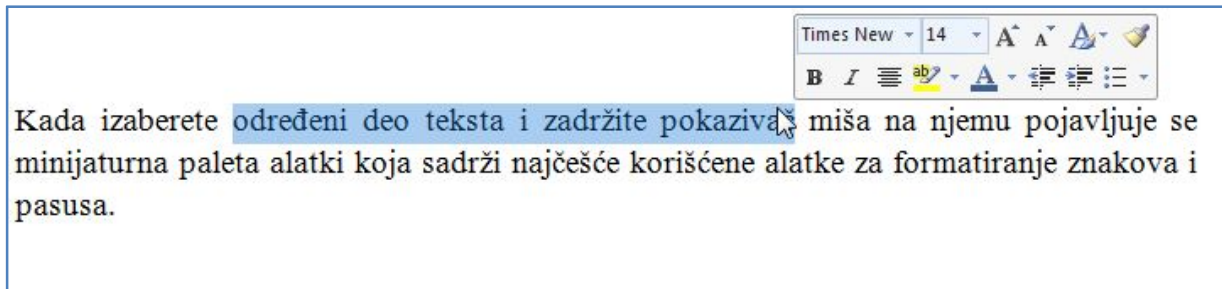 Times New 14 A A A
B I ab A
Kada izaberete određeni deo teksta i zadržite pokazivač miša na njemu pojavljuje se
minijaturna paleta alatki koja sadrži najčešće korišćene alatke za formatiranje znakova i
pasusa.